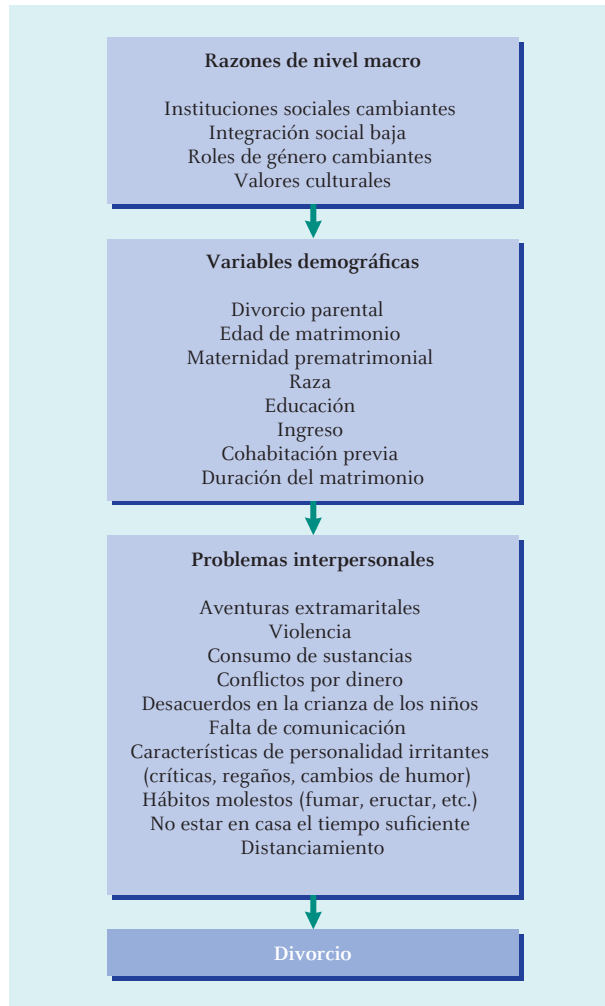 Razones de nivel macro
Instituciones sociales cambiantes
Integración social baja
Roles de género cambiantes
Valores culturales
Variables demográficas
Divorcio parental
Edad de matrimonio
Maternidad prematrimonial
Raza
Educación
Ingreso
Cohabitación previa
Duración del matrimonio
Problemas interpersonales
Aventuras extramaritales
Violencia
Consumo de sustancias
Conflictos por dinero
Desacuerdos en la crianza de los niños
Falta de comunicación
Características de personalidad irritantes
(críticas, regaños, cambios de humor)
Hábitos molestos (fumar, eructar, etc.)
No estar en casa el tiempo suficiente
Distanciamiento
Divorcio